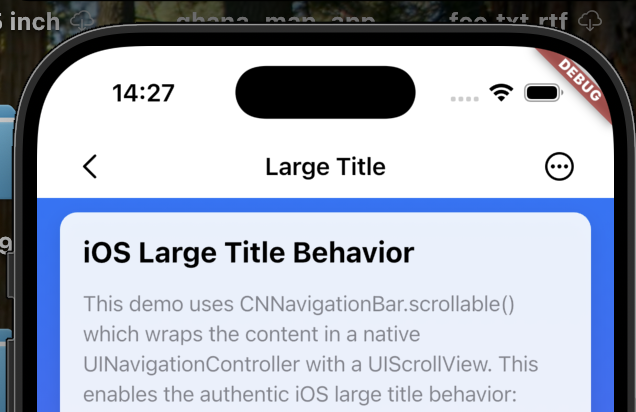 inch
ghana_map_app
foo.txt.rtf
DEBUG
14:27
Large Title
iOS Large Title Behavior
This demo uses CNNavigationBar.scrollable()
which wraps the content in a native
UINavigationController with a UIScrollView. This
enables the authentic iOS large title behavior:
9